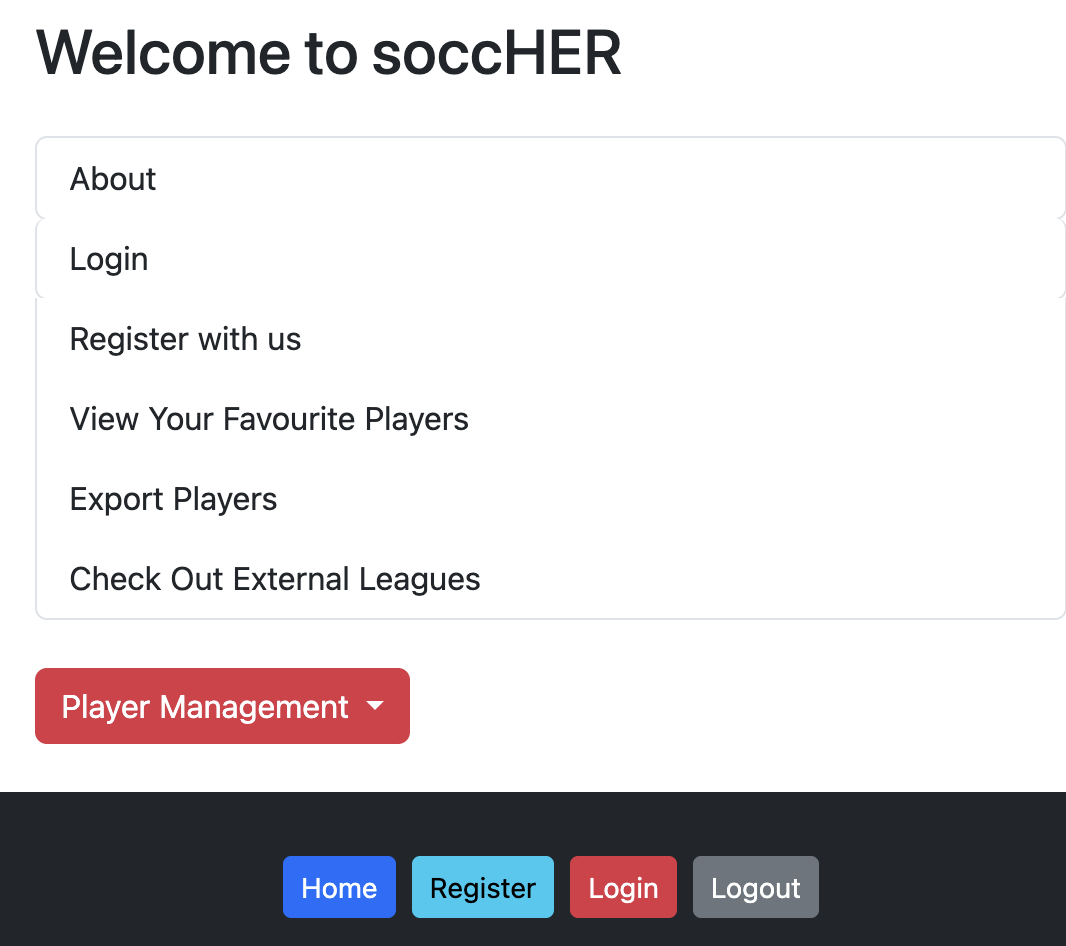 Welcome to soccHER
About
Login
Register with us
View Your Favourite Players
Export Players
Check Out External Leagues
Player Management
Home Register Login Logout